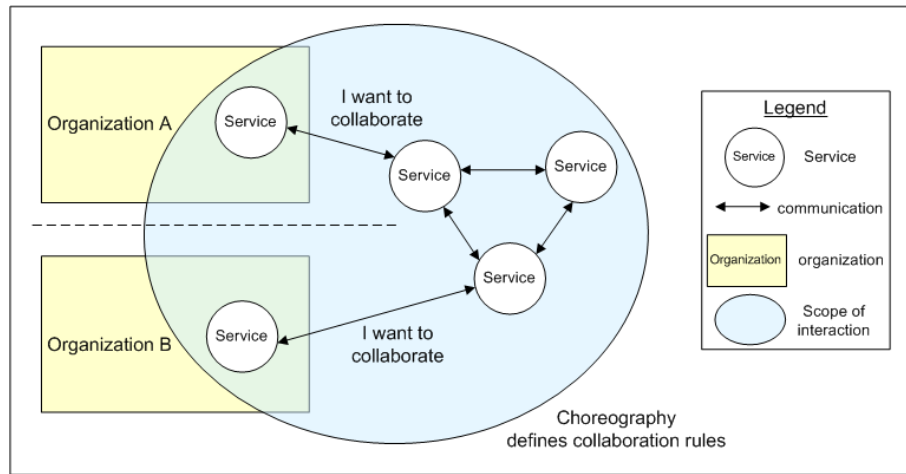 Organization A
Service
I want to
collaborate
Service
Service
Service
Organization B
Service
I want to
collaborate
Choreography
defines collaboration rules
Legend
Service
Service
communication
Organization
organization
Scope of
interaction